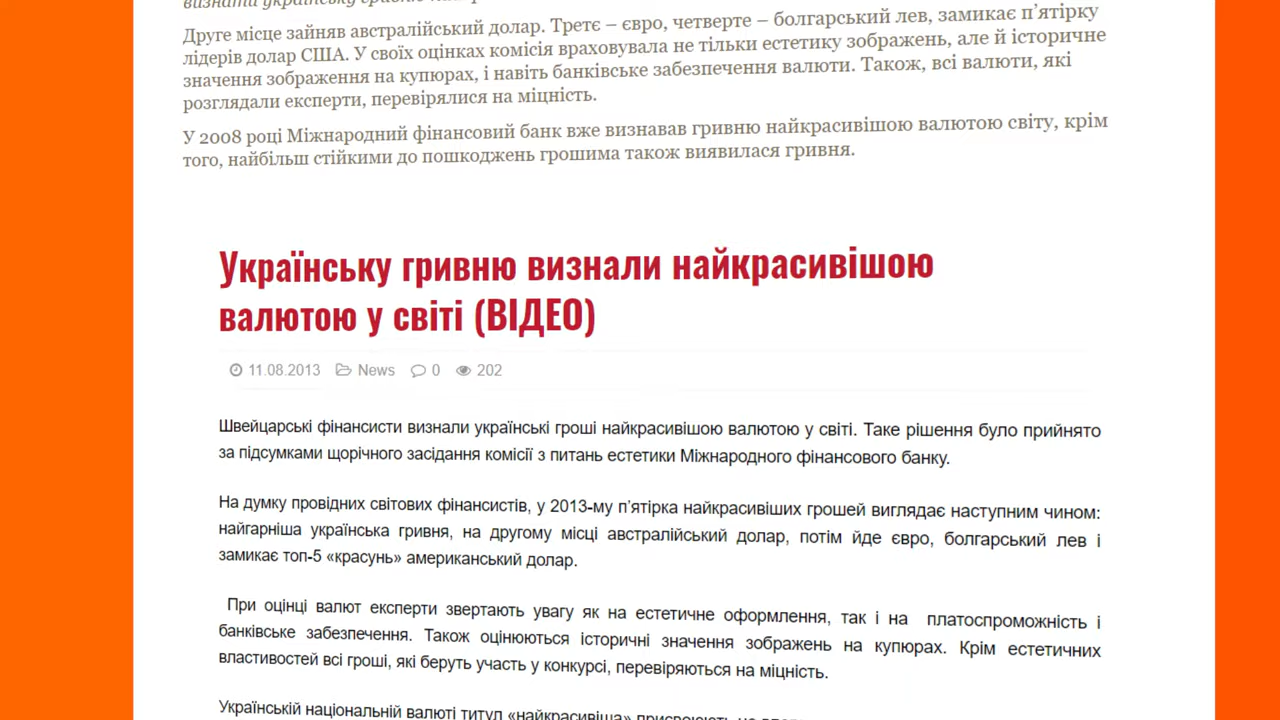 визнати українську гривню
Друге місце зайняв австралійський долар. Третє – євро, четверте – болгарський лев, замикає п’ятірку
лідерів долар США. У своїх оцінках комісія враховувала не тільки естетику зображень, але й історичне
значення зображення на купюрах, і навіть банківське забезпечення валюти. Також, всі валюти, які
розглядали експерти, перевірялися на міцність.
У 2008 році Міжнародний фінансовий банк вже визнавав гривню найкрасивішою валютою світу, крім
того, найбільш стійкими до пошкоджень грошима також виявилася гривня.
Українську гривню визнали найкрасивішою
валютою у світі (ВІДЕО)
11.08.2013 News 0 202
Швейцарські фінансисти визнали українські гроші найкрасивішою валютою у світі. Таке рішення було прийнято
за підсумками щорічного засідання комісії з питань естетики Міжнародного фінансового банку.
На думку провідних світових фінансистів, у 2013-му п’ятірка найкрасивіших грошей виглядає наступним чином:
найгарніша українська гривня, на другому місці австралійський долар, потім йде євро, болгарський лев і
замикає топ-5 «красунь» американський долар.
При оцінці валют експерти звертають увагу як на естетичне оформлення, так і на платоспроможність і
банківське забезпечення. Також оцінюються історичні значення зображень на купюрах. Крім естетичних
властивостей всі гроші, які беруть участь у конкурсі, перевіряються на міцність.
Українській національній валюті титул «найкрасивіша» присвоюють не